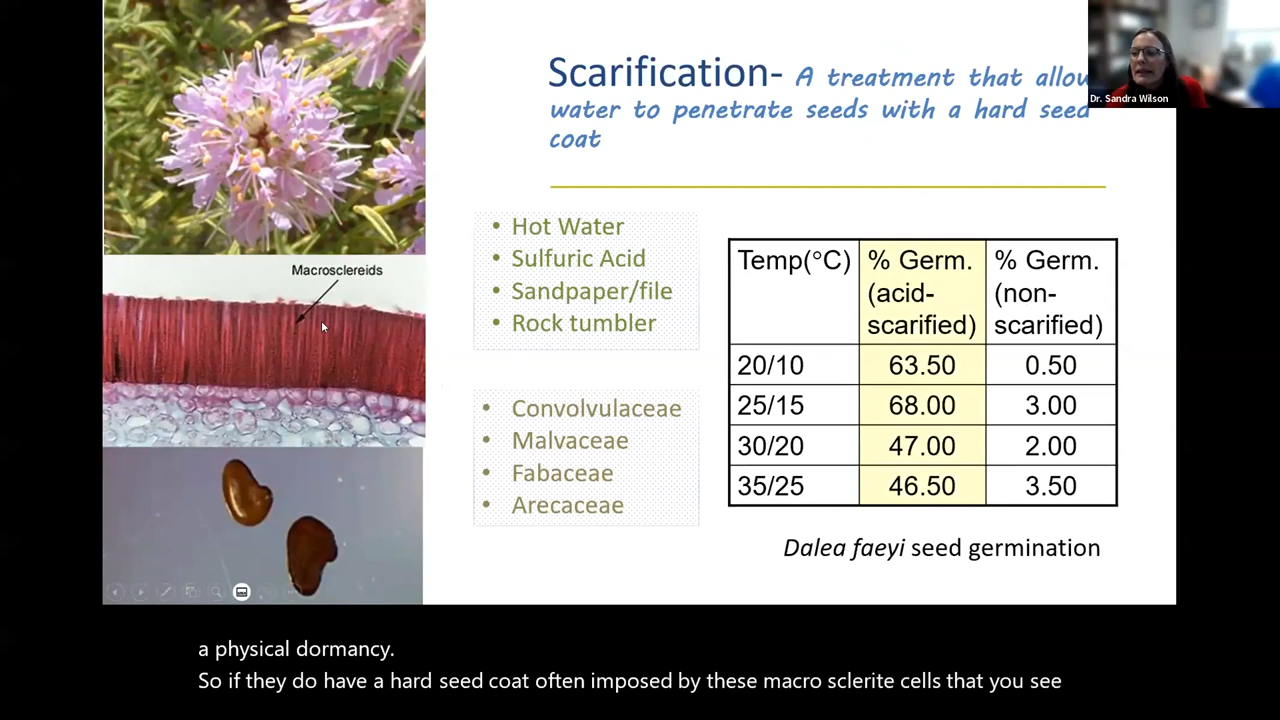 Scarification- A treatment that allow
water to penetrate seeds with a hard seed
coat
Dr. Sandra Wilson
Macrosclereids
• Hot Water
• Sulfuric Acid
• Sandpaper/file
• Rock tumbler
• Convolvulaceae
• Malvaceae
• Fabaceae
• Arecaceae
Temp(°C) % Germ. (acid-scarified) % Germ. (non-scarified)
20/10 63.50 0.50
25/15 68.00 3.00
30/20 47.00 2.00
35/25 46.50 3.50
Dalea faeyi seed germination
a physical dormancy.
So if they do have a hard seed coat often imposed by these macro sclerite cells that you see